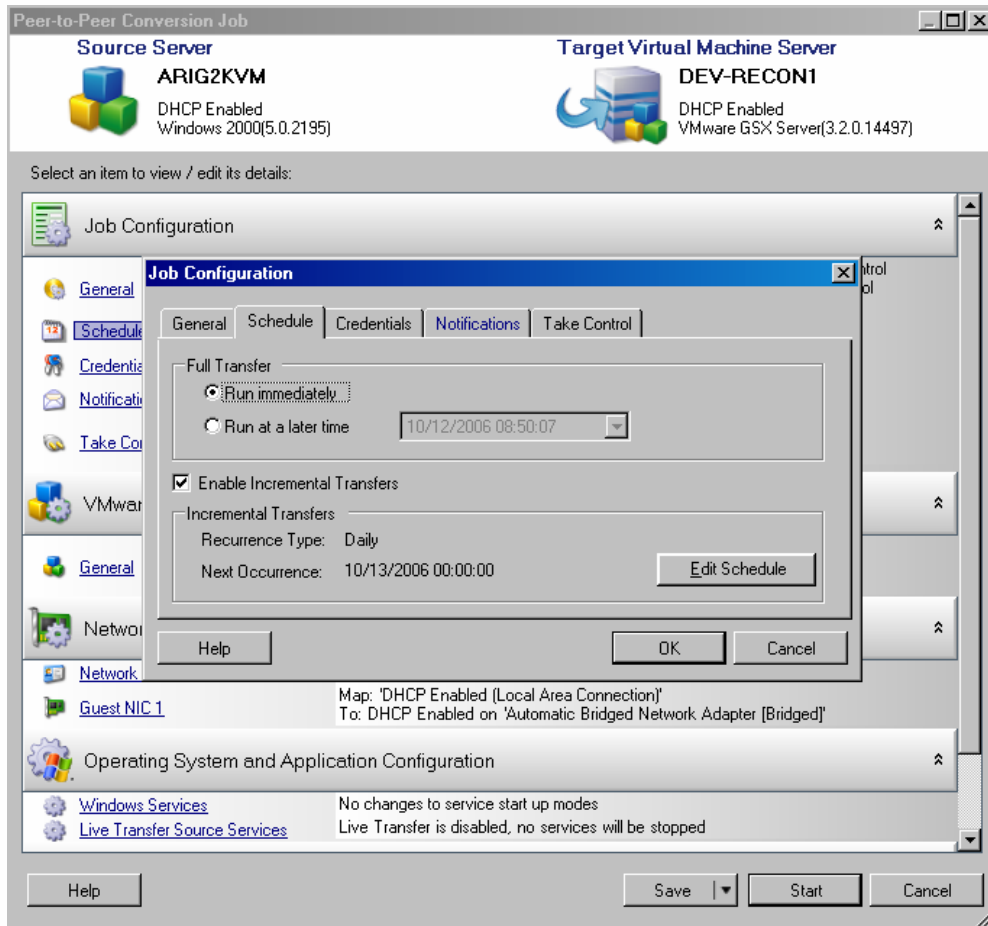 Peer-to-Peer Conversion Job
Source Server
ARIG2KVM
DHCP Enabled
Windows 2000(5.0.2195)
Target Virtual Machine Server
DEV-RECON1
DHCP Enabled
VMware GSX Server(3.2.0.14497)
Select an item to view / edit its details:
Job Configuration
General
Schedule
Credentia
Notificati
Take Co
ntrol
ol
Job Configuration
General Schedule Credentials Notifications Take Control
Full Transfer
Run immediately
Run at a later time 10/12/2006 08:50:07
Enable Incremental Transfers
Incremental Transfers
Recurrence Type: Daily
Next Occurrence: 10/13/2006 00:00:00
Edit Schedule
Help OK Cancel
VMwar
General
Networ
Network
Guest NIC 1
Map: 'DHCP Enabled (Local Area Connection)'
To: DHCP Enabled on 'Automatic Bridged Network Adapter [Bridged]'
Operating System and Application Configuration
Windows Services No changes to service start up modes
Live Transfer Source Services Live Transfer is disabled, no services will be stopped
Help Save Start Cancel